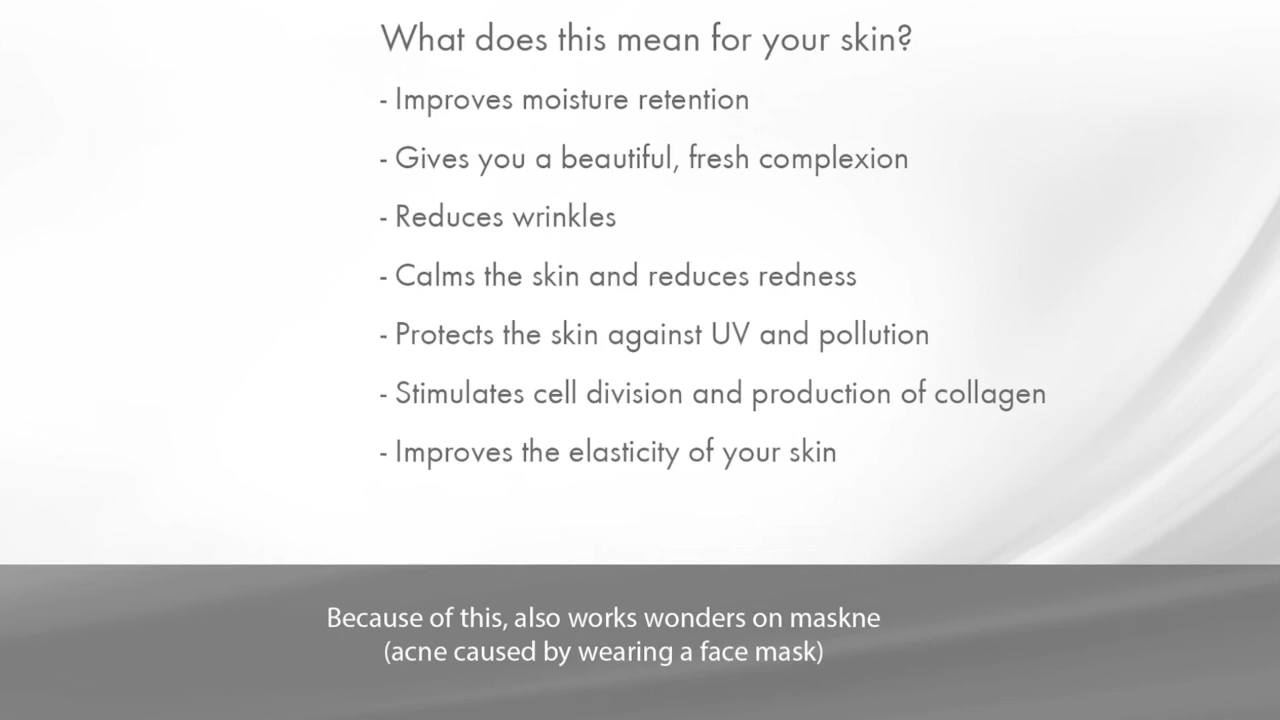 What does this mean for your skin?
- Improves moisture retention
- Gives you a beautiful, fresh complexion
- Reduces wrinkles
- Calms the skin and reduces redness
- Protects the skin against UV and pollution
- Stimulates cell division and production of collagen
- Improves the elasticity of your skin
Because of this, also works wonders on maskne
(acne caused by wearing a face mask)